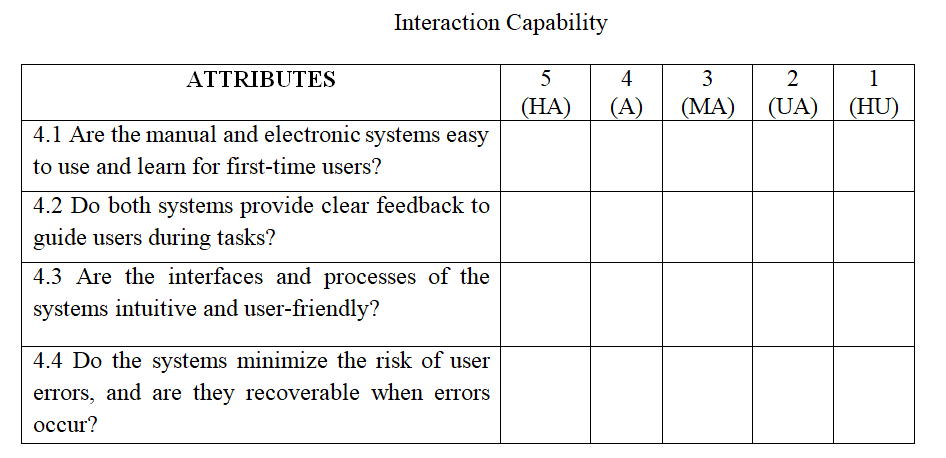 Interaction Capability
ATTRIBUTES 5 4 3 2 1
(HA) (A) (MA) (UA) (HU)
4.1 Are the manual and electronic systems easy
to use and learn for first-time users?
4.2 Do both systems provide clear feedback to
guide users during tasks?
4.3 Are the interfaces and processes of the
systems intuitive and user-friendly?
4.4 Do the systems minimize the risk of user
errors, and are they recoverable when errors
occur?